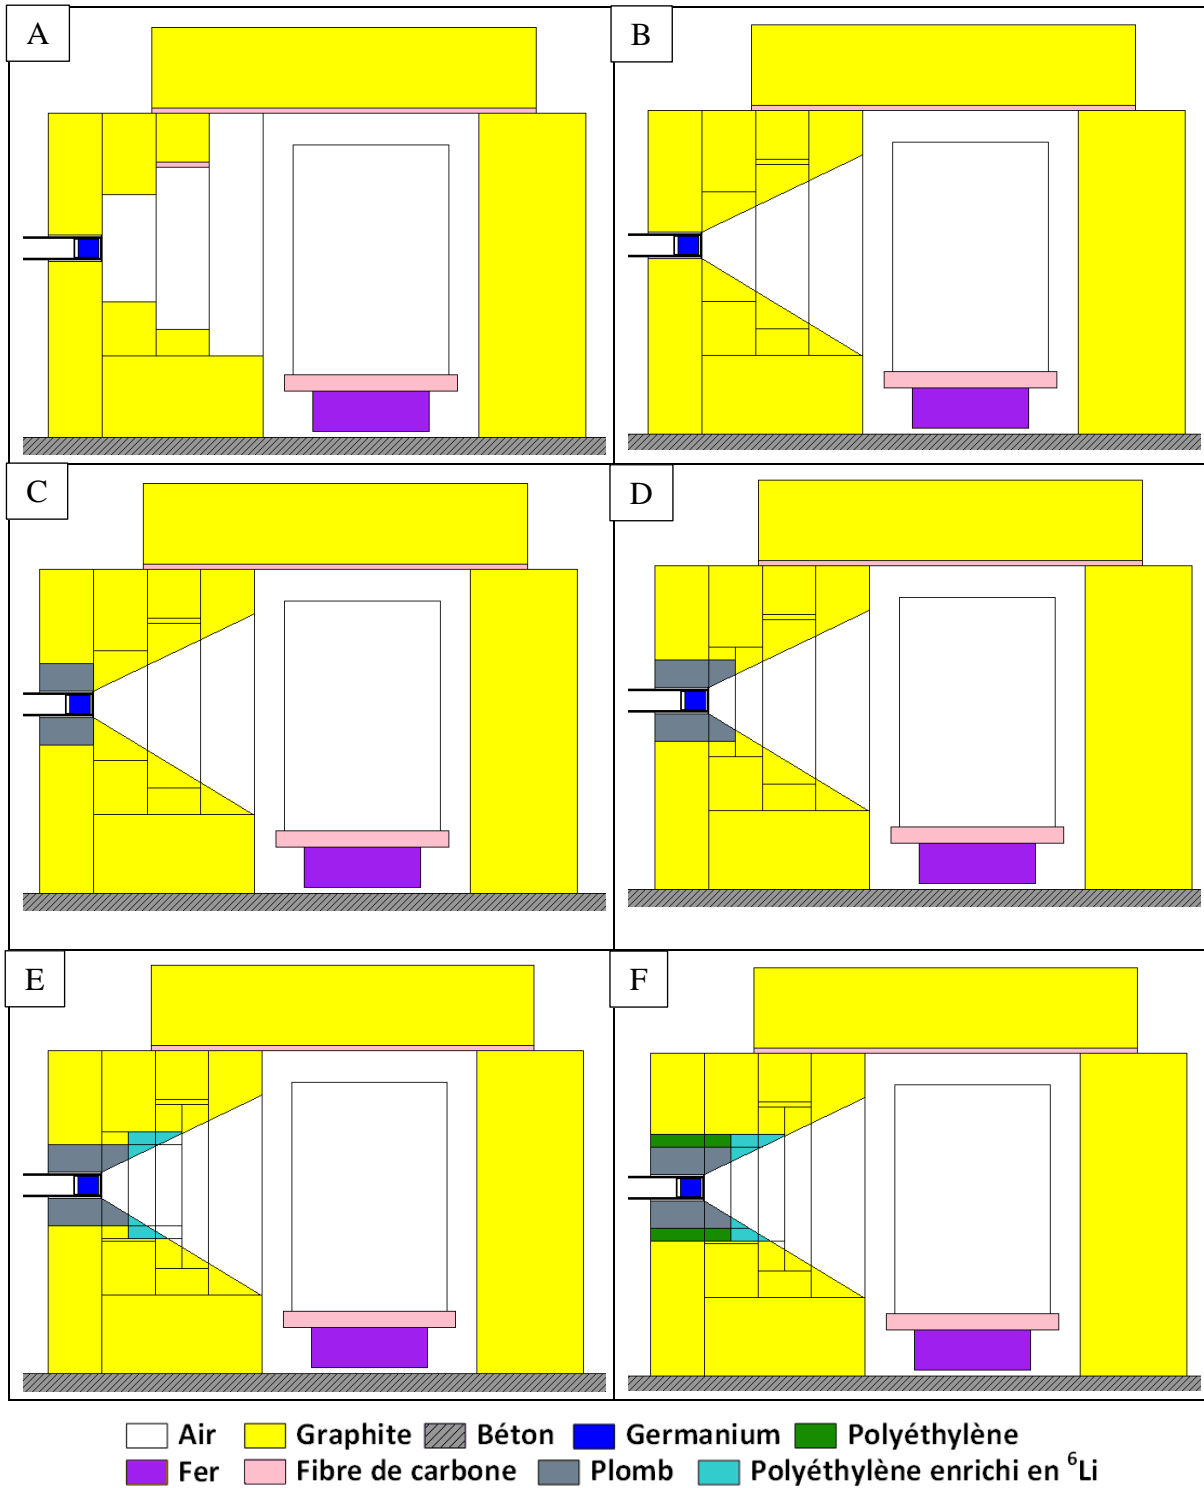 A
B
C
D
E
F
Air Graphite Béton Germanium Polyéthylène
Fer Fibre de carbone Plomb Polyéthylène enrichi en ⁶Li